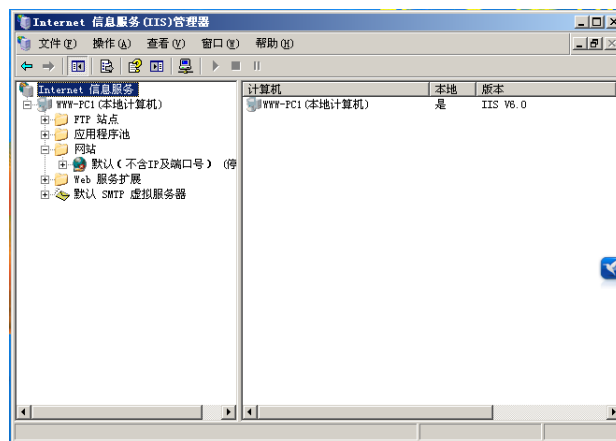 Internet 信息服务(IIS)管理器
文件(F) 操作(A) 查看(V) 窗口(W) 帮助(H)
Internet 信息服务
WWW-PC1(本地计算机)
FTP 站点
应用程序池
网站
默认(不含IP及端口号) (停
Web 服务扩展
默认 SMTP 虚拟服务器
计算机 本地 版本
WWW-PC1(本地计算机) 是 IIS V6.0